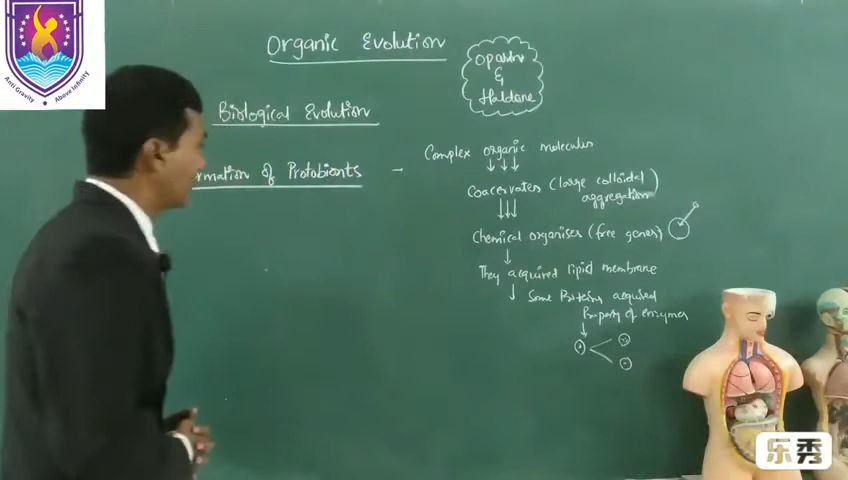 Anti Gravity Above Infinity
Organic Evolution
Oparin
&
Haldane
Biological Evolution
rmation of Protobionts -
Complex organic molecules
Coacervates (large colloidal
aggregation)
Chemical organises (free genes)
They acquired lipid membrane
Some Proteins acquired
Property of enzymes
乐秀